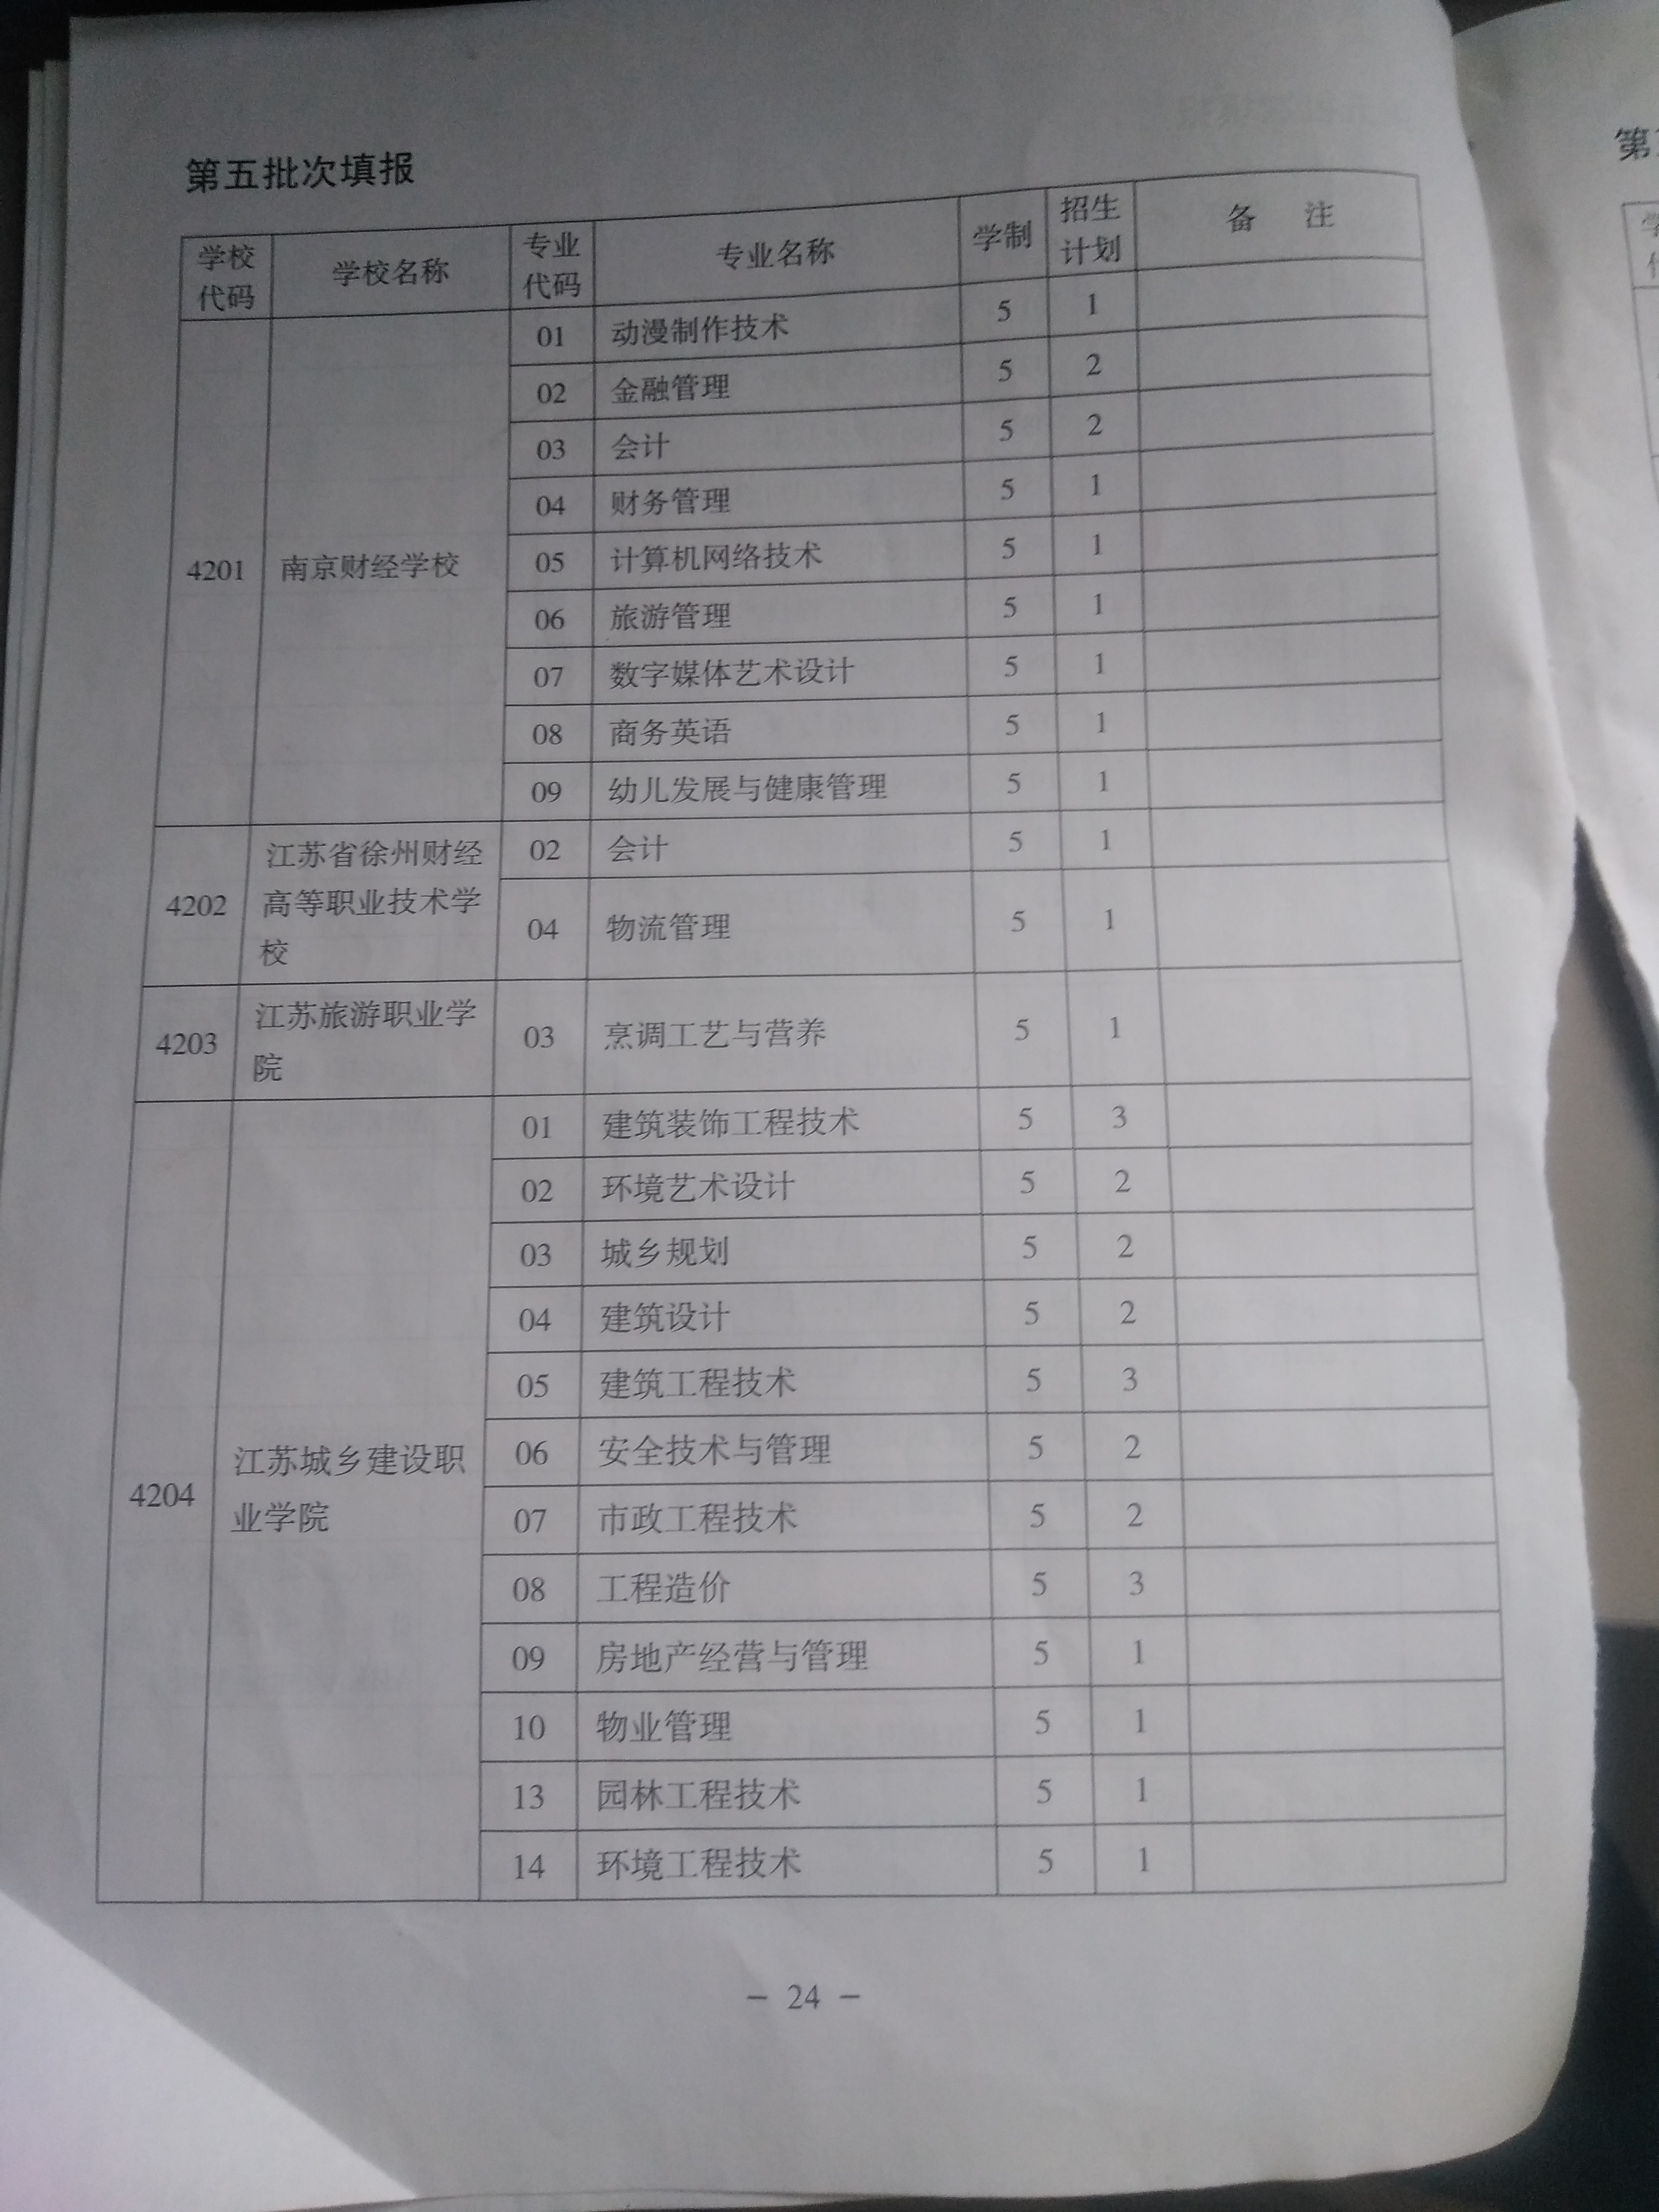 第五批次填报
学校代码 学校名称 专业代码 专业名称 学制 招生计划 备 注
4201 南京财经学校 01 动漫制作技术 5 1
02 金融管理 5 2
03 会计 5 2
04 财务管理 5 1
05 计算机网络技术 5 1
06 旅游管理 5 1
07 数字媒体艺术设计 5 1
08 商务英语 5 1
09 幼儿发展与健康管理 5 1
4202 江苏省徐州财经高等职业技术学校 02 会计 5 1
04 物流管理 5 1
4203 江苏旅游职业学院 03 烹调工艺与营养 5 1
4204 江苏城乡建设职业学院 01 建筑装饰工程技术 5 3
02 环境艺术设计 5 2
03 城乡规划 5 2
04 建筑设计 5 2
05 建筑工程技术 5 3
06 安全技术与管理 5 2
07 市政工程技术 5 2
08 工程造价 5 3
09 房地产经营与管理 5 1
10 物业管理 5 1
13 园林工程技术 5 1
14 环境工程技术 5 1
— 24 —
第